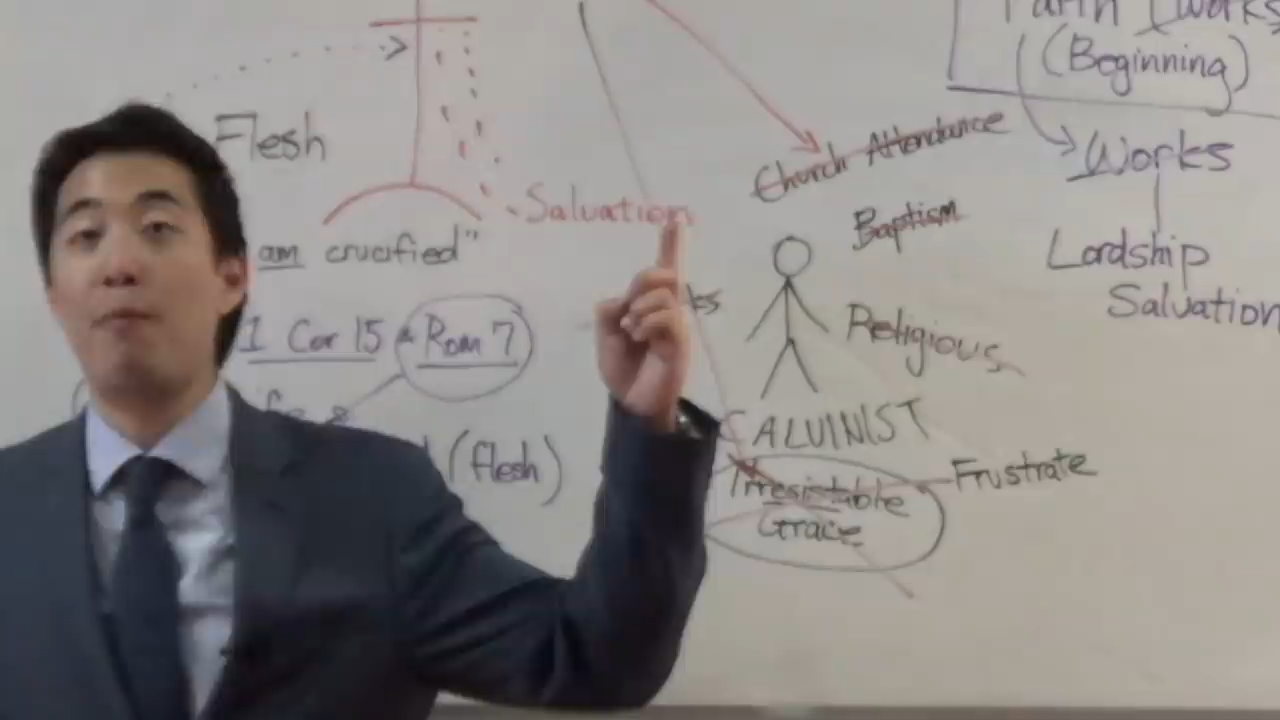 Faith / Works
(Beginning)
Church Attendance
Works
Flesh
Salvation
Baptism
am crucified"
Lordship
Salvation
1 Cor 15 & Rom 7
Religious
CALVINIST
(flesh)
Frustrate
Irresistable
Grace